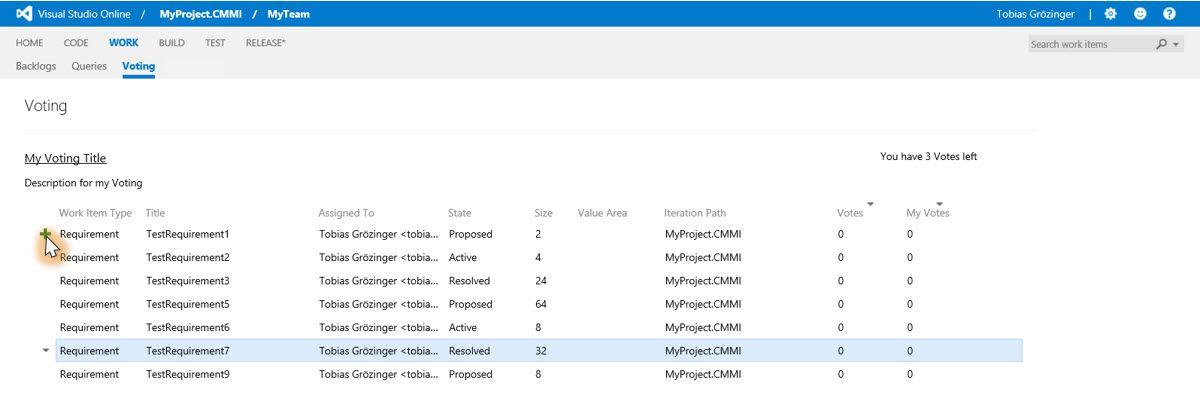 Visual Studio Online / MyProject.CMMI / MyTeam Tobias Grözinger | ?
HOME CODE WORK BUILD TEST RELEASE* Search work items
Backlogs Queries Voting
Voting
My Voting Title You have 3 Votes left
Description for my Voting
Work Item Type Title Assigned To State Size Value Area Iteration Path Votes My Votes
Requirement TestRequirement1 Tobias Grözinger <tobia... Proposed 2 MyProject.CMMI 0 0
Requirement TestRequirement2 Tobias Grözinger <tobia... Active 4 MyProject.CMMI 0 0
Requirement TestRequirement3 Tobias Grözinger <tobia... Resolved 24 MyProject.CMMI 0 0
Requirement TestRequirement5 Tobias Grözinger <tobia... Proposed 64 MyProject.CMMI 0 0
Requirement TestRequirement6 Tobias Grözinger <tobia... Active 8 MyProject.CMMI 0 0
Requirement TestRequirement7 Tobias Grözinger <tobia... Resolved 32 MyProject.CMMI 0 0
Requirement TestRequirement9 Tobias Grözinger <tobia... Proposed 8 MyProject.CMMI 0 0